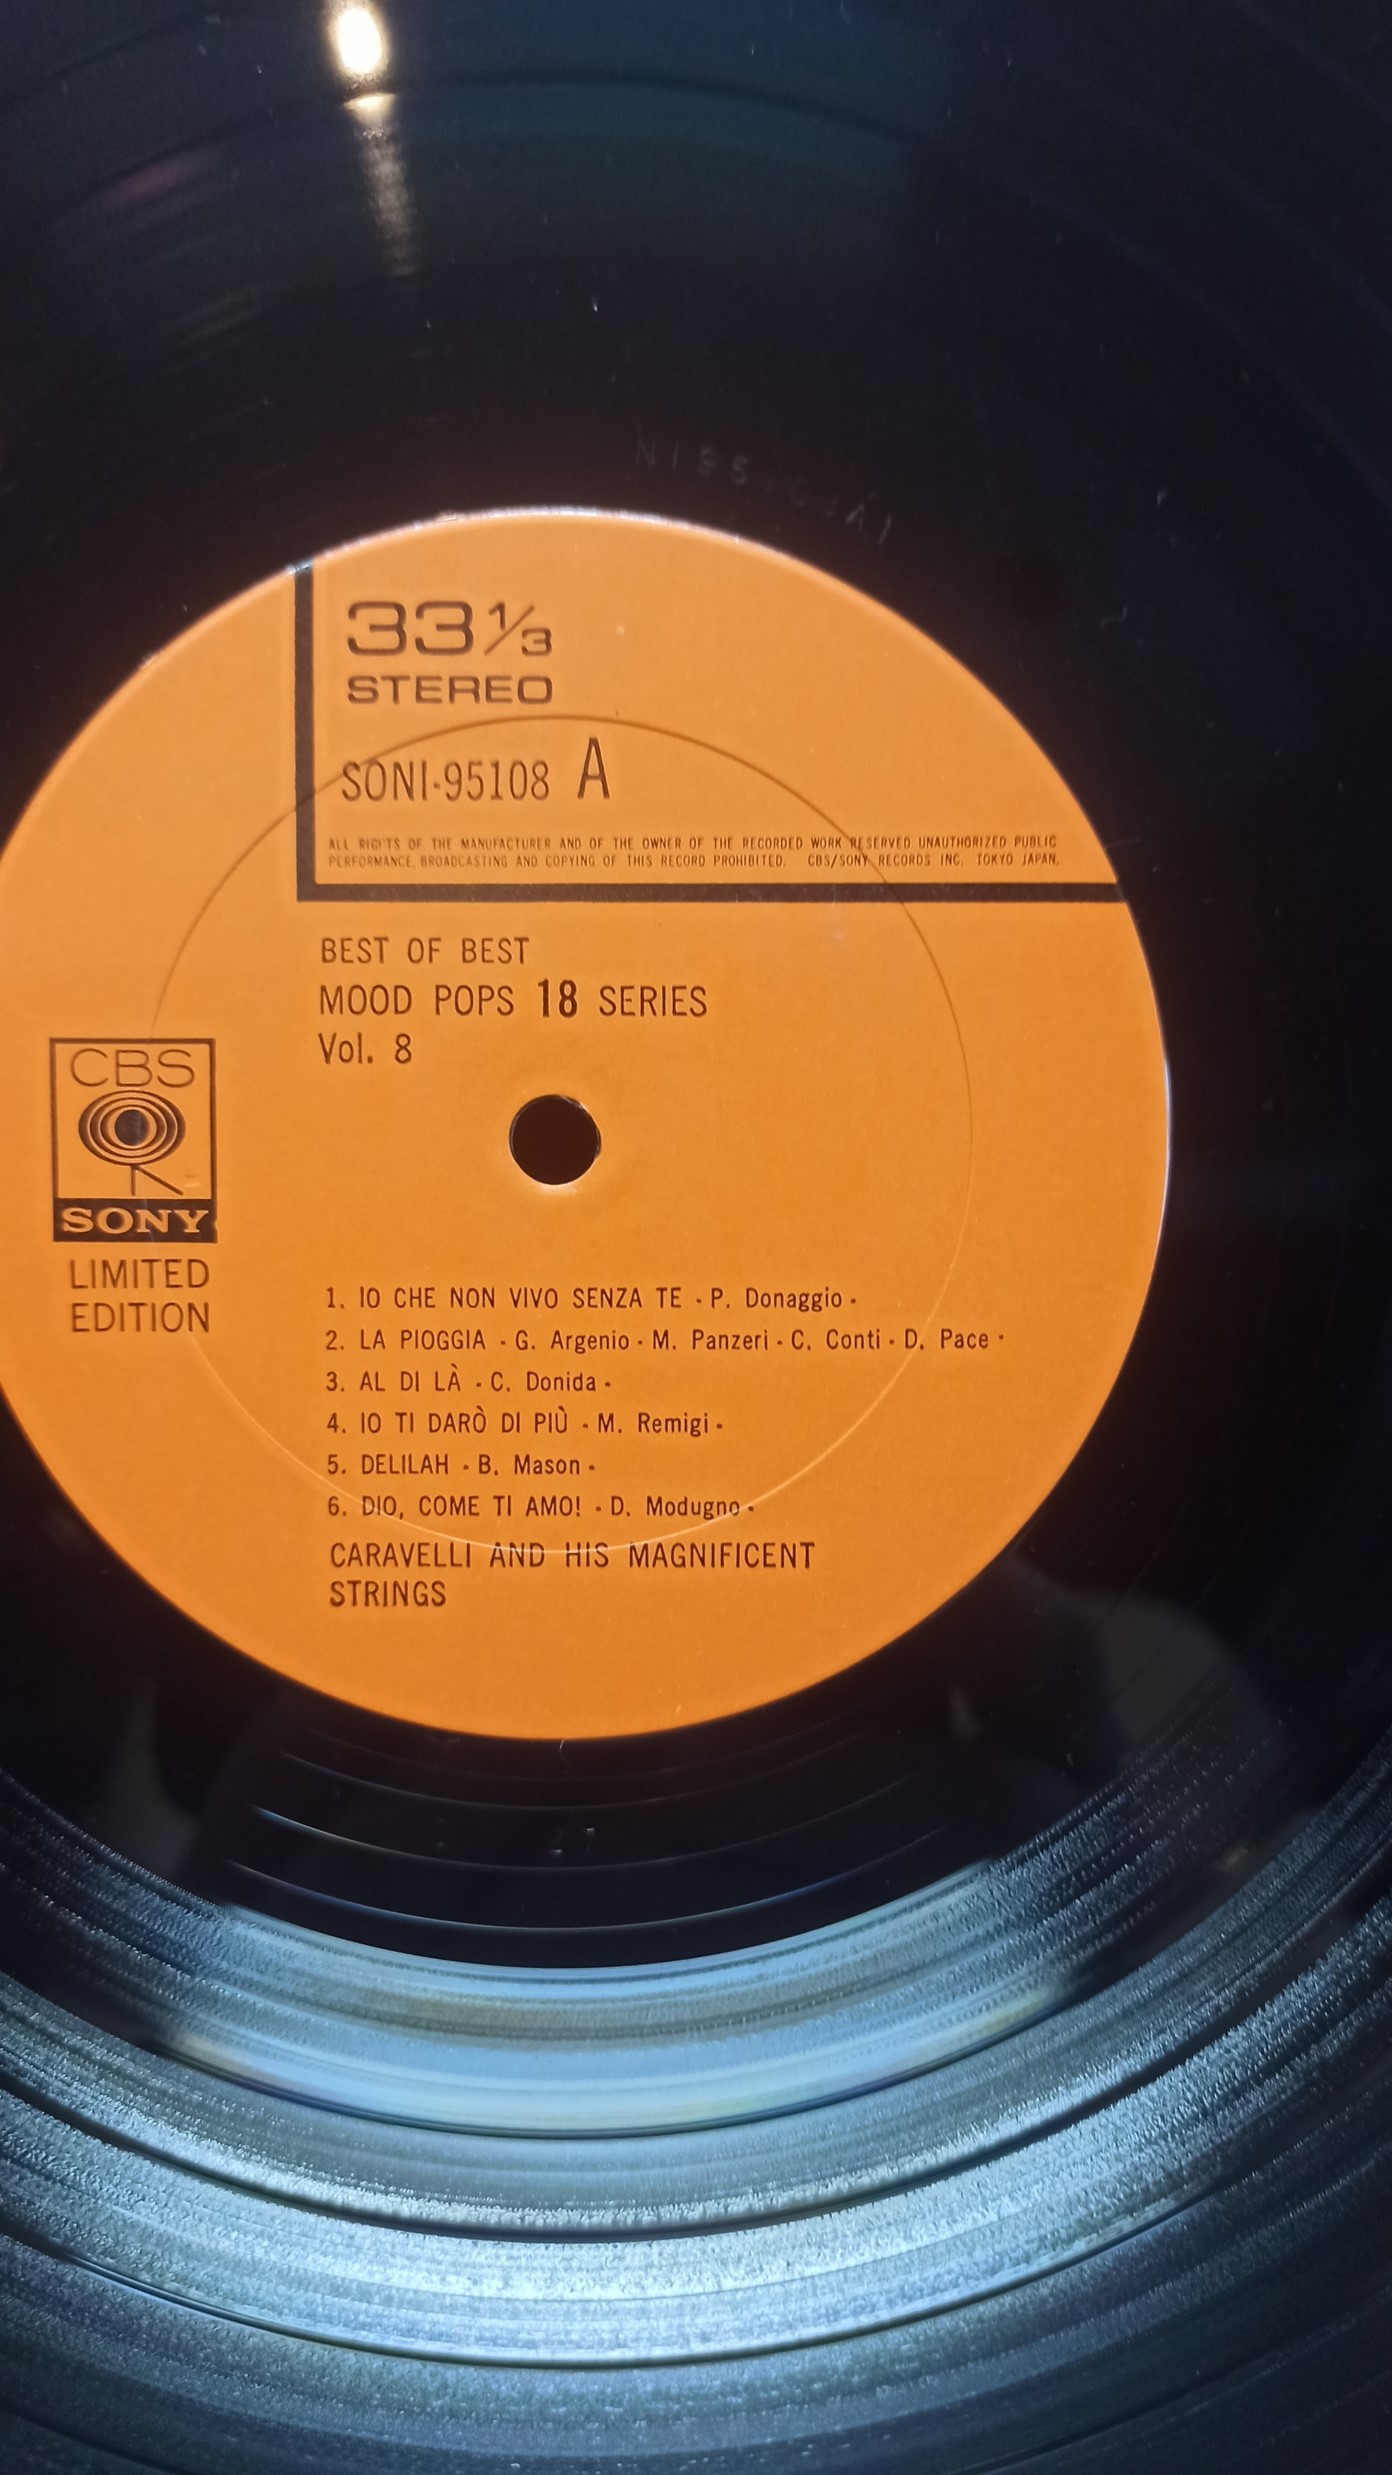 33 1/3
STEREO
SONI-95108 A
ALL RIGHTS OF THE MANUFACTURER AND OF THE OWNER OF THE RECORDED WORK RESERVED UNAUTHORIZED PUBLIC
PERFORMANCE, BROADCASTING AND COPYING OF THIS RECORD PROHIBITED. CBS/SONY RECORDS INC. TOKYO JAPAN.
BEST OF BEST
MOOD POPS 18 SERIES
Vol. 8
CBS
SONY
LIMITED
EDITION
1. IO CHE NON VIVO SENZA TE - P. Donaggio -
2. LA PIOGGIA - G. Argenio - M. Panzeri - C. Conti - D. Pace -
3. AL DI LÀ - C. Donida -
4. IO TI DARÒ DI PIÙ - M. Remigi -
5. DELILAH - B. Mason -
6. DIO, COME TI AMO! - D. Modugno -
CARAVELLI AND HIS MAGNIFICENT
STRINGS